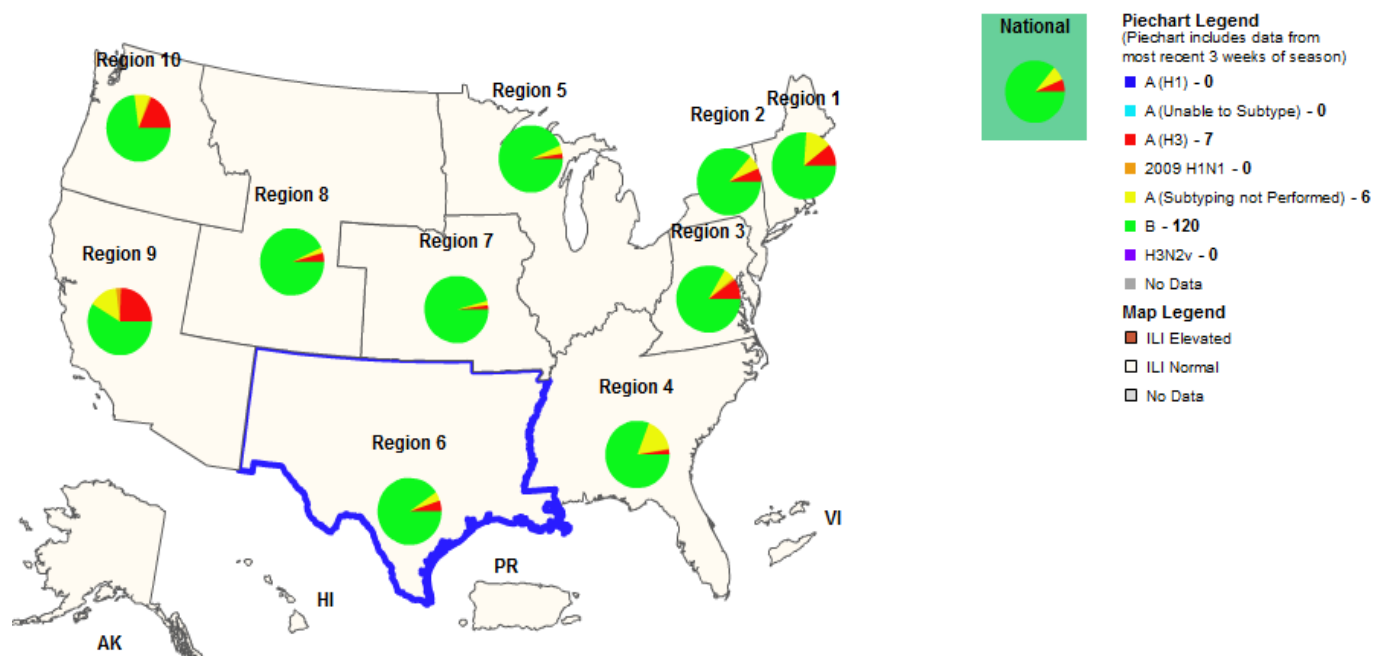 Region 10
Region 5
Region 2
Region 1
Region 8
Region 7
Region 3
Region 9
Region 4
Region 6
VI
PR
HI
AK
National
Piechart Legend
(Piechart includes data from
most recent 3 weeks of season)
A (H1) - 0
A (Unable to Subtype) - 0
A (H3) - 7
2009 H1N1 - 0
A (Subtyping not Performed) - 6
B - 120
H3N2v - 0
No Data
Map Legend
ILI Elevated
ILI Normal
No Data